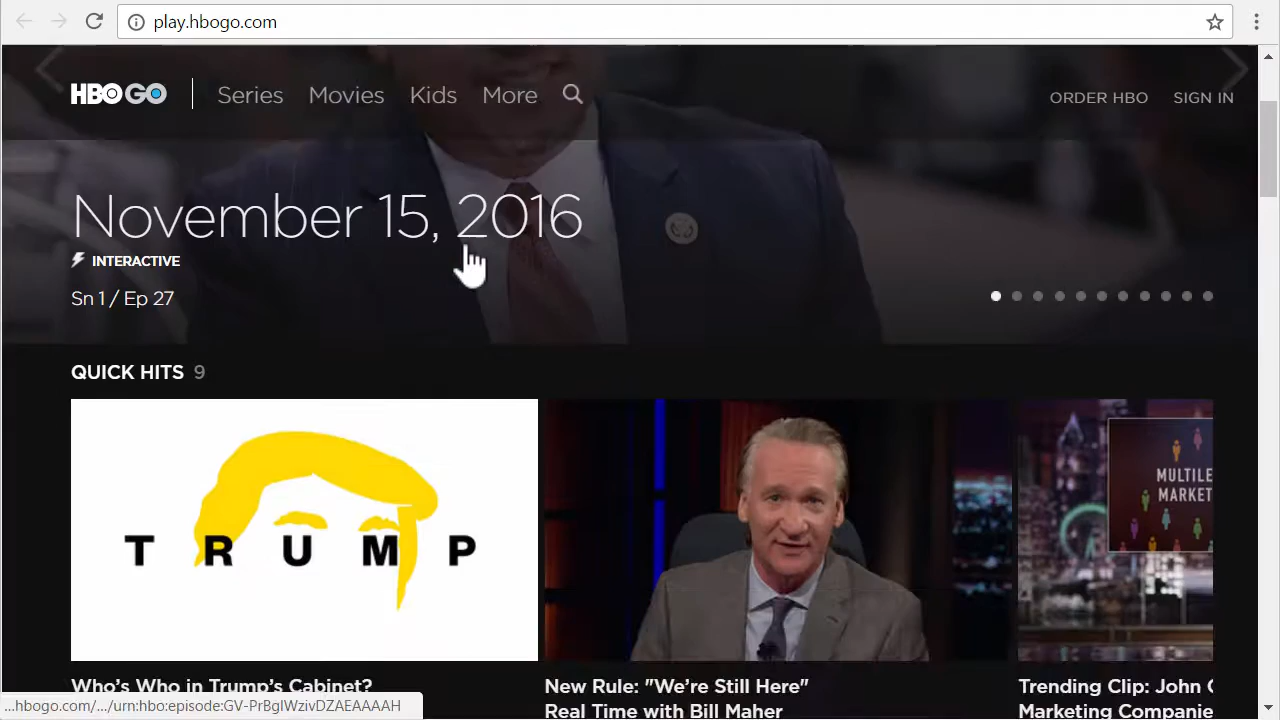 play.hbogo.com
HBO GO
Series
Movies
Kids
More
ORDER HBO
SIGN IN
November 15, 2016
INTERACTIVE
Sn 1 / Ep 27
QUICK HITS 9
TRUMP
MULTILE
MARKET
Who's Who in Trump's Cabinet?
New Rule: "We're Still Here"
Real Time with Bill Maher
Trending Clip: John
Marketing Companie
...hbogo.com/.../urn:hbo:episode:GV-PrBgIWzivDZAEAAAAH